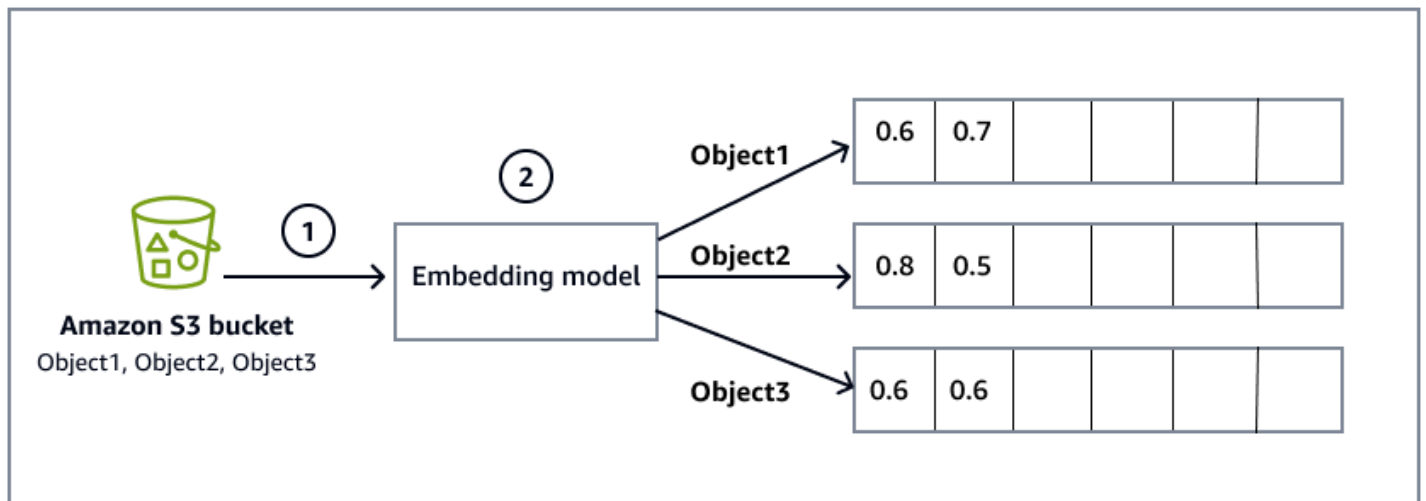 0.6 0.7
Object1
2
1
Object2
0.8 0.5
Embedding model
Amazon S3 bucket
Object1, Object2, Object3
Object3
0.6 0.6